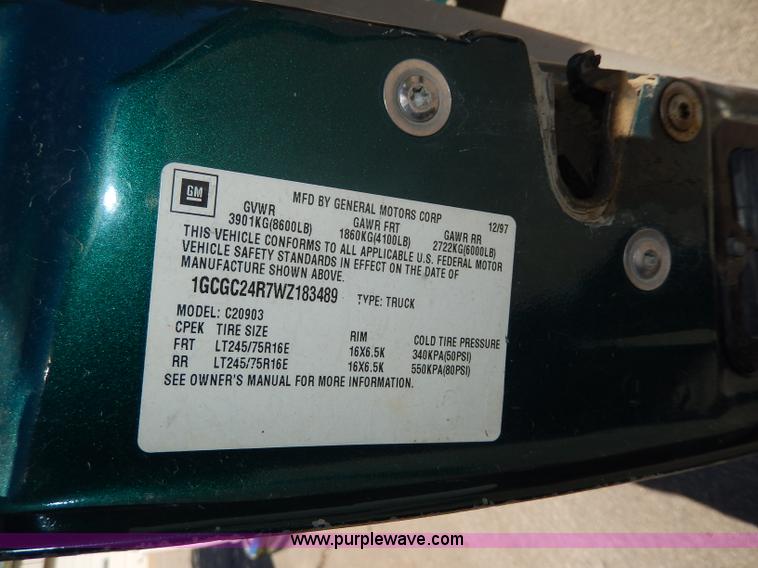 GM
MFD BY GENERAL MOTORS CORP 12/97
GVWR GAWR FRT GAWR RR
3901KG(8600LB) 1860KG(4100LB) 2722KG(6000LB)
THIS VEHICLE CONFORMS TO ALL APPLICABLE U.S. FEDERAL MOTOR
VEHICLE SAFETY STANDARDS IN EFFECT ON THE DATE OF
MANUFACTURE SHOWN ABOVE.
1GCGC24R7WZ183489 TYPE: TRUCK
MODEL: C20903
CPEK TIRE SIZE RIM COLD TIRE PRESSURE
FRT LT245/75R16E 16X6.5K 340KPA(50PSI)
RR LT245/75R16E 16X6.5K 550KPA(80PSI)
SEE OWNER'S MANUAL FOR MORE INFORMATION.
www.purplewave.com